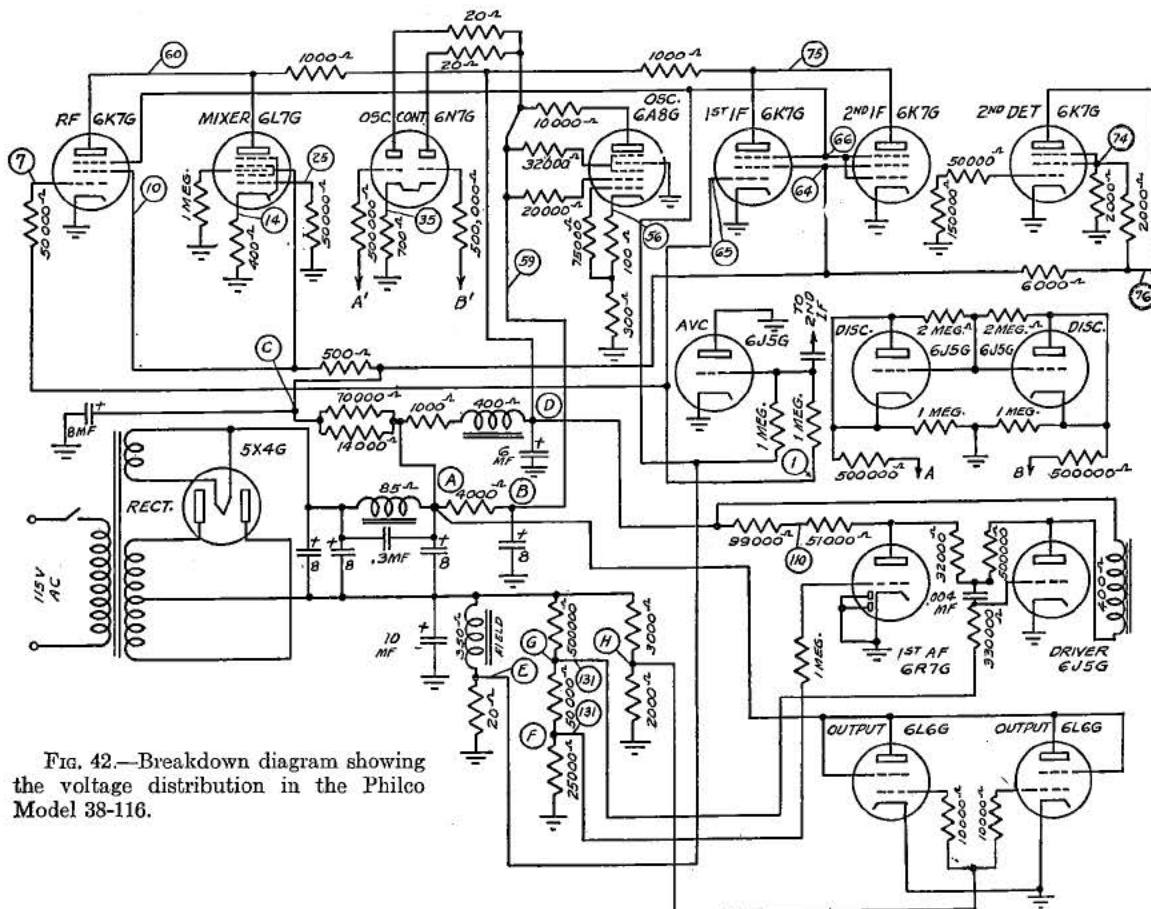 20Ω
20Ω
60
1000Ω
1000Ω
75
RF 6K7G
MIXER 6L7G
OSC. CONT. 6N7G
10000Ω
OSC. 6A8G
1ST IF 6K7G
2ND IF 6K7G
2ND DET 6K7G
7
10
50000Ω
1 MEG.
14
400Ω
25
50000Ω
500000Ω
700Ω
35
500,000Ω
A'
B'
32000Ω
20000Ω
59
75000Ω
100Ω
56
300Ω
65
66
64
50000Ω
150000Ω
74
2000Ω
20000Ω
6000Ω
76
C
500Ω
70000Ω
14000Ω
1000Ω
400Ω
D
6 MF
AVC
6J5G
TO 2ND IF
1 MEG.
1 MEG.
1
DISC.
2 MEG.Ω
2 MEG.Ω
DISC.
6J5G
6J5G
1 MEG.
1 MEG.
500000Ω
A
B
500000Ω
8MF
5X4G
RECT.
115V AC
85Ω
.3MF
A
4000Ω
B
8
8
8
8
10 MF
350Ω
FIELD
E
20Ω
G
500000Ω
131
50000Ω
131
F
25000Ω
H
3000Ω
2000Ω
99000Ω
110
51000Ω
1 MEG.
1ST AF
6R7G
32000Ω
50000Ω
.004 MF
330000Ω
DRIVER
6J5G
400Ω
OUTPUT 6L6G
OUTPUT 6L6G
10000Ω
10000Ω
FIG. 42.—Breakdown diagram showing
the voltage distribution in the Philco
Model 38-116.